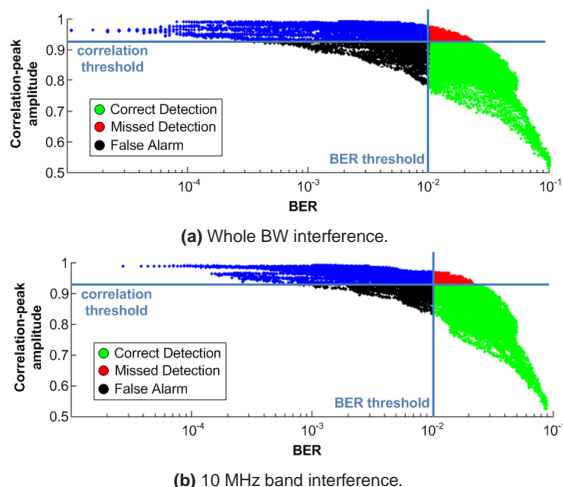 Correlation-peak
amplitude
1
0.9
0.8
0.7
0.6
0.5
correlation
threshold
Correct Detection
Missed Detection
False Alarm
BER threshold
10⁻⁴
10⁻³
10⁻²
10⁻¹
BER
(a) Whole BW interference.
Correlation-peak
amplitude
1
0.9
0.8
0.7
0.6
0.5
correlation
threshold
Correct Detection
Missed Detection
False Alarm
BER threshold
10⁻⁴
10⁻³
10⁻²
10⁻¹
BER
(b) 10 MHz band interference.